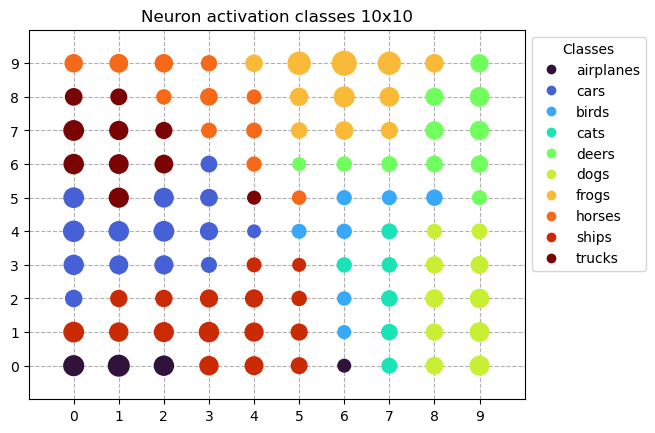 Neuron activation classes 10x10
Classes
airplanes
cars
birds
cats
deers
dogs
frogs
horses
ships
trucks
9
8
7
6
5
4
3
2
1
0
0 1 2 3 4 5 6 7 8 9